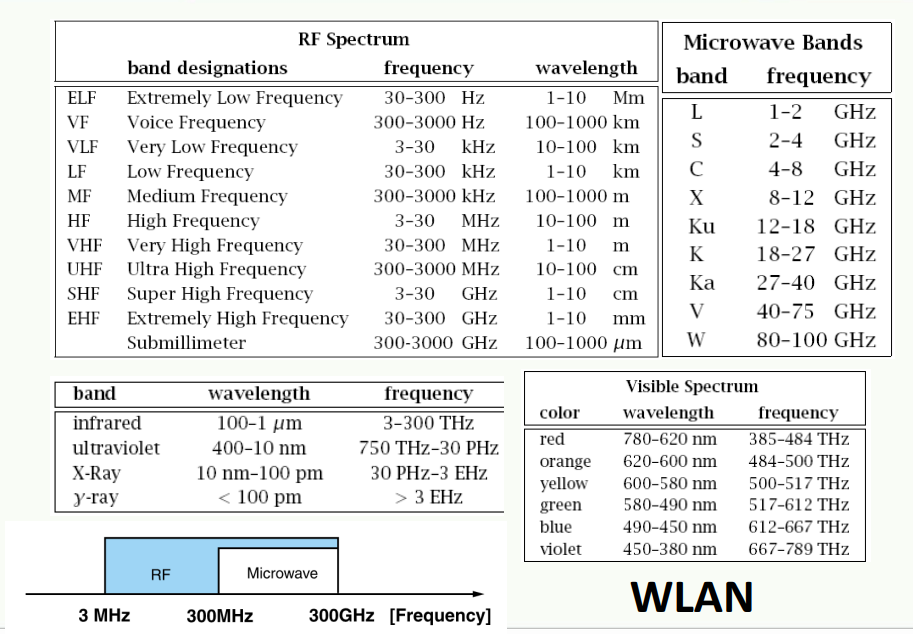 RF Spectrum
band designations frequency wavelength
ELF Extremely Low Frequency 30–300 Hz 1–10 Mm
VF Voice Frequency 300–3000 Hz 100–1000 km
VLF Very Low Frequency 3–30 kHz 10–100 km
LF Low Frequency 30–300 kHz 1–10 km
MF Medium Frequency 300–3000 kHz 100–1000 m
HF High Frequency 3–30 MHz 10–100 m
VHF Very High Frequency 30–300 MHz 1–10 m
UHF Ultra High Frequency 300–3000 MHz 10–100 cm
SHF Super High Frequency 3–30 GHz 1–10 cm
EHF Extremely High Frequency 30–300 GHz 1–10 mm
Submillimeter 300-3000 GHz 100–1000 μm
Microwave Bands
band frequency
L 1–2 GHz
S 2–4 GHz
C 4–8 GHz
X 8–12 GHz
Ku 12–18 GHz
K 18–27 GHz
Ka 27–40 GHz
V 40–75 GHz
W 80–100 GHz
band wavelength frequency
infrared 100–1 μm 3–300 THz
ultraviolet 400–10 nm 750 THz–30 PHz
X-Ray 10 nm–100 pm 30 PHz–3 EHz
γ-ray < 100 pm > 3 EHz
Visible Spectrum
color wavelength frequency
red 780–620 nm 385–484 THz
orange 620–600 nm 484–500 THz
yellow 600–580 nm 500–517 THz
green 580–490 nm 517–612 THz
blue 490–450 nm 612–667 THz
violet 450–380 nm 667–789 THz
RF Microwave
3 MHz 300MHz 300GHz [Frequency]
WLAN